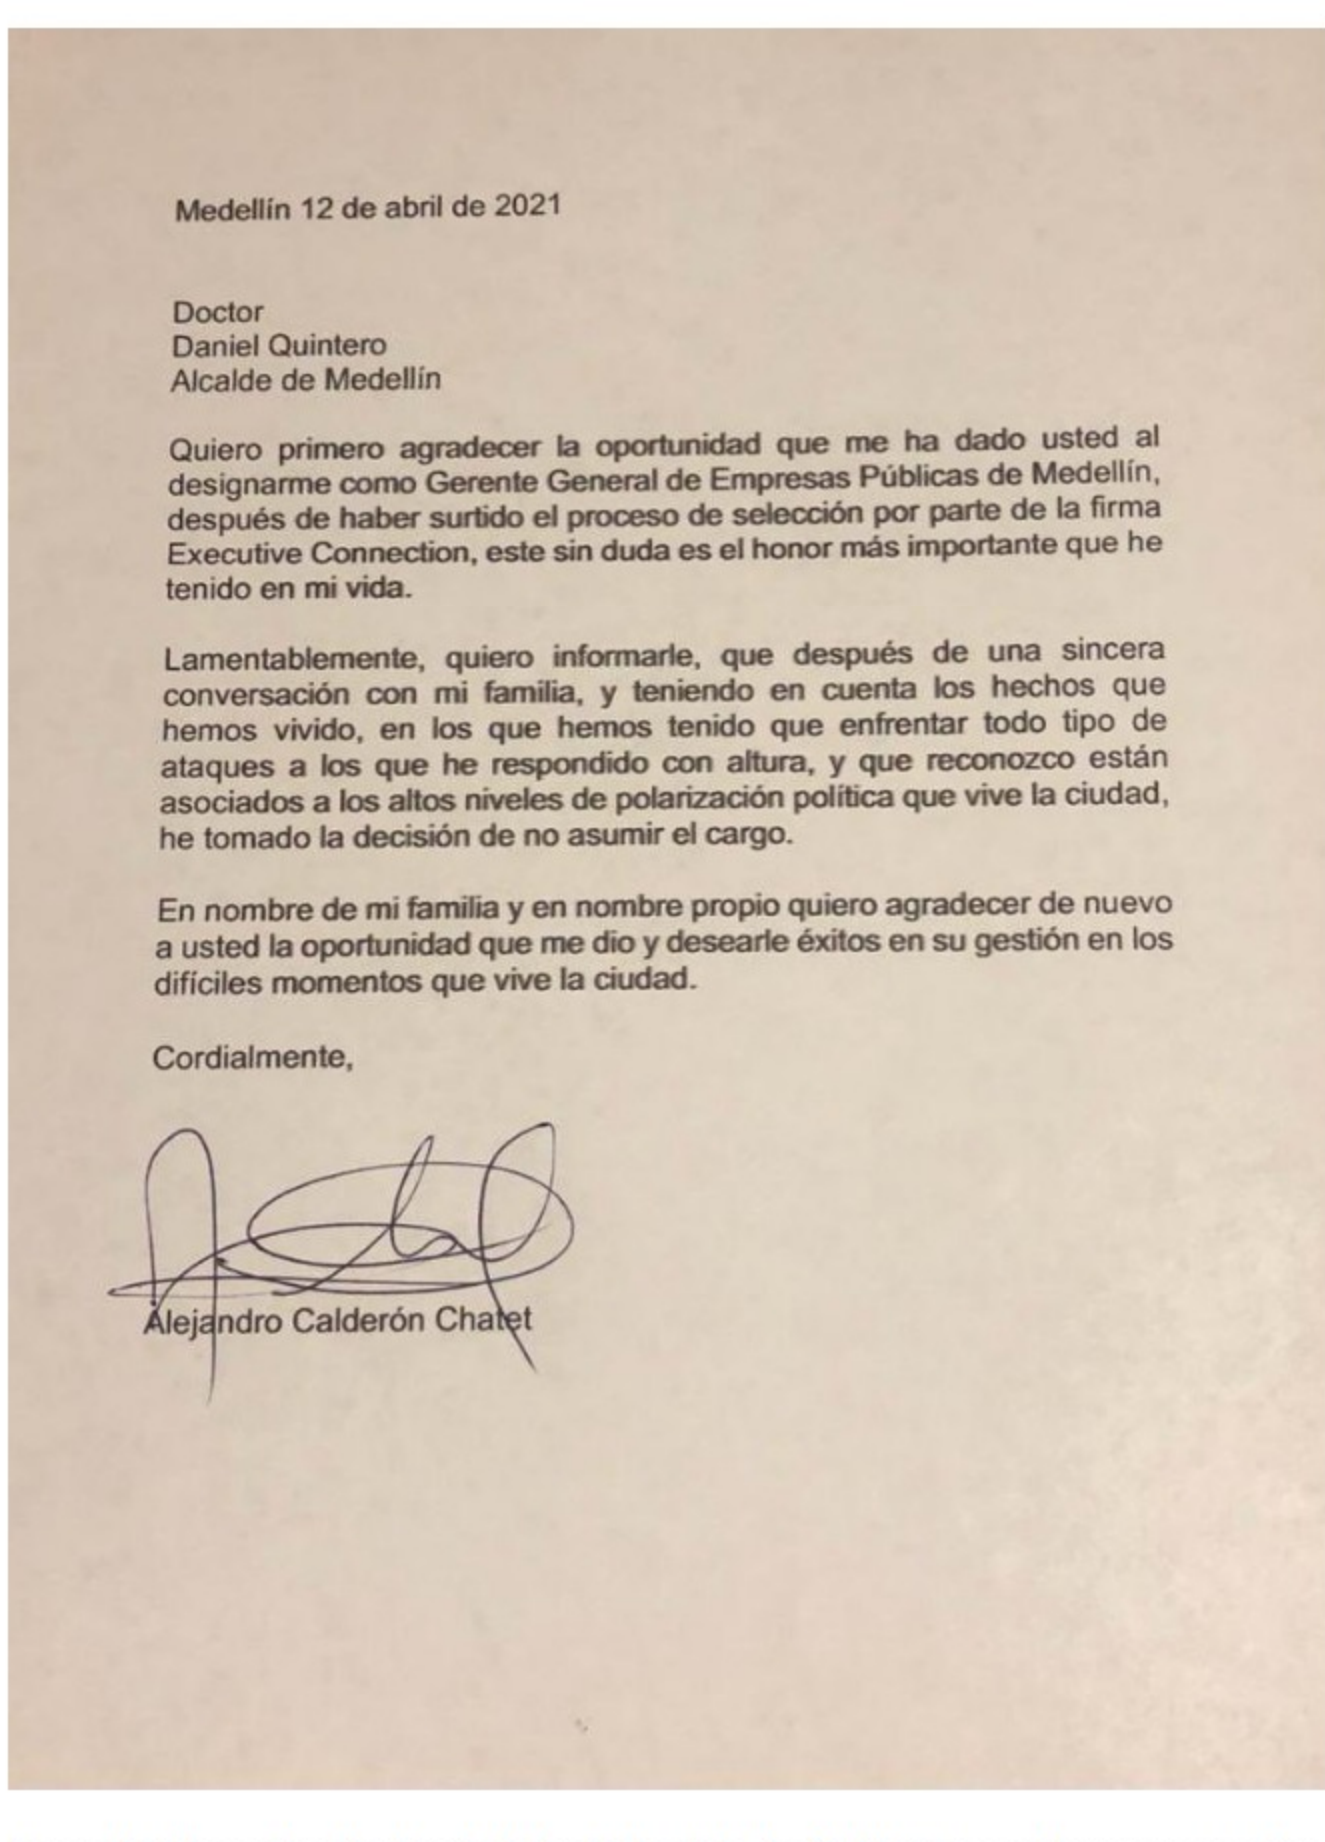 Medellín 12 de abril de 2021
Doctor
Daniel Quintero
Alcalde de Medellín
Quiero primero agradecer la oportunidad que me ha dado usted al
designarme como Gerente General de Empresas Públicas de Medellín,
después de haber surtido el proceso de selección por parte de la firma
Executive Connection, este sin duda es el honor más importante que he
tenido en mi vida.
Lamentablemente, quiero informarle, que después de una sincera
conversación con mi familia, y teniendo en cuenta los hechos que
hemos vivido, en los que hemos tenido que enfrentar todo tipo de
ataques a los que he respondido con altura, y que reconozco están
asociados a los altos niveles de polarización política que vive la ciudad,
he tomado la decisión de no asumir el cargo.
En nombre de mi familia y en nombre propio quiero agradecer de nuevo
a usted la oportunidad que me dio y desearle éxitos en su gestión en los
difíciles momentos que vive la ciudad.
Cordialmente,
Alejandro Calderón Chatet